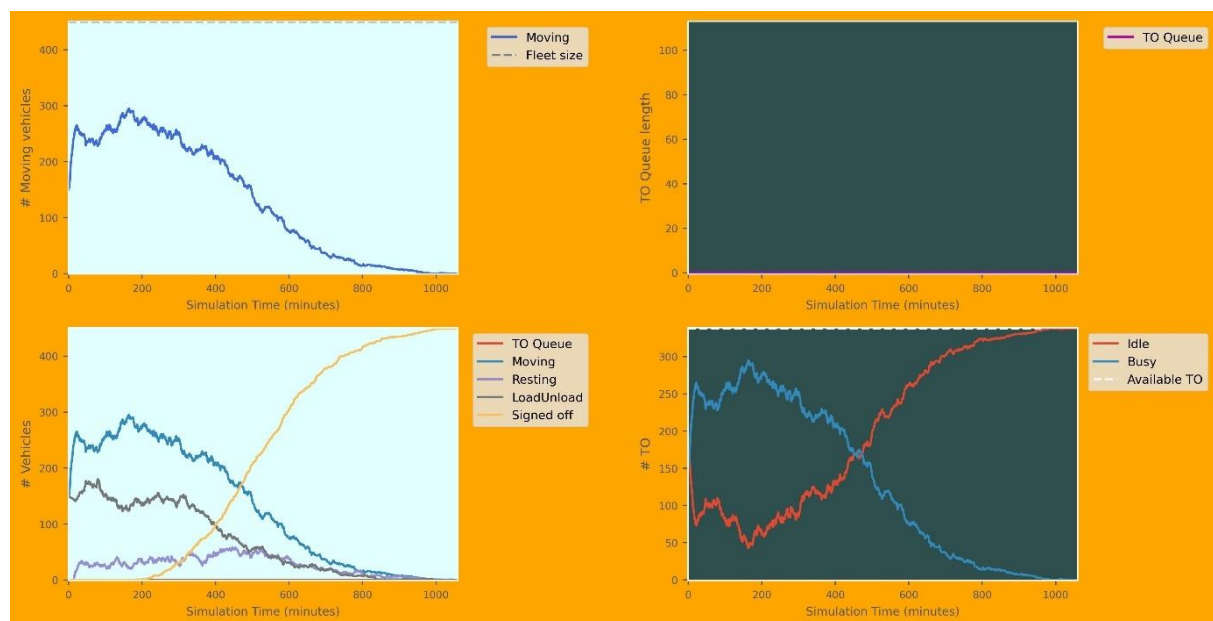 # Moving vehicles
400
300
200
100
0
0 200 400 600 800 1000
Simulation Time (minutes)
Moving
Fleet size
TO Queue length
100
80
60
40
20
0
0 200 400 600 800 1000
Simulation Time (minutes)
TO Queue
# Vehicles
400
300
200
100
0
0 200 400 600 800 1000
Simulation Time (minutes)
TO Queue
Moving
Resting
LoadUnload
Signed off
# TO
300
250
200
150
100
50
0
0 200 400 600 800 1000
Simulation Time (minutes)
Idle
Busy
Available TO